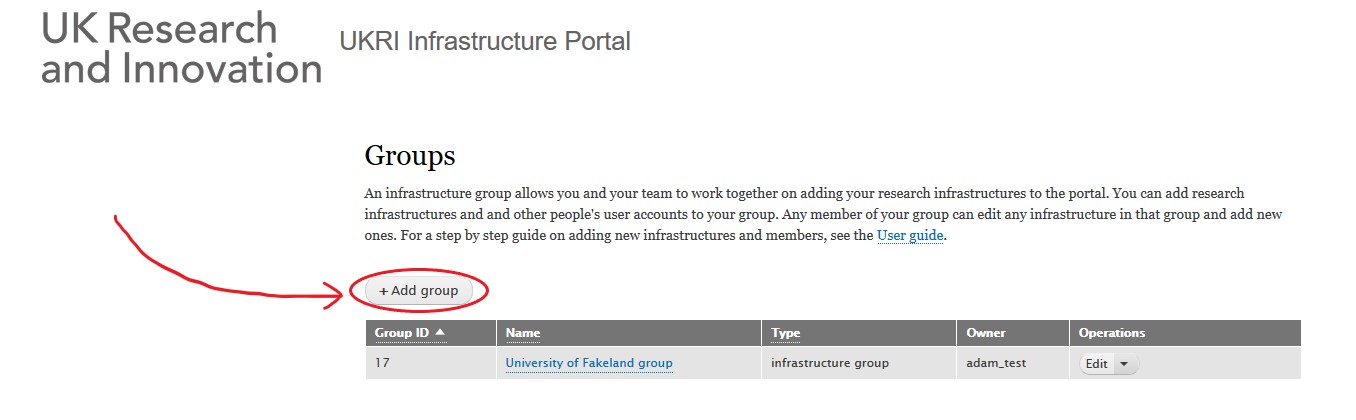 UK Research
and Innovation
UKRI Infrastructure Portal
Groups
An infrastructure group allows you and your team to work together on adding your research infrastructures to the portal. You can add research
infrastructures and and other people's user accounts to your group. Any member of your group can edit any infrastructure in that group and add new
ones. For a step by step guide on adding new infrastructures and members, see the User guide.
+ Add group
Group ID Name Type Owner Operations
17 University of Fakeland group infrastructure group adam_test Edit